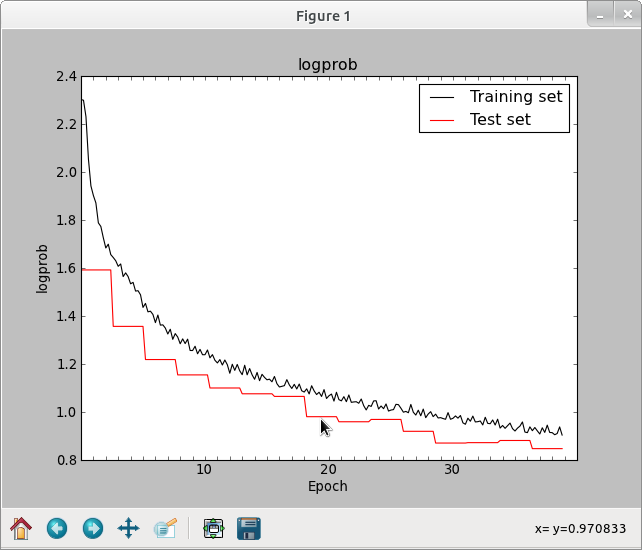 Figure 1
logprob
2.4
2.2
2.0
1.8
1.6
1.4
1.2
1.0
0.8
logprob
Training set
Test set
10
20
30
Epoch
x= y=0.970833